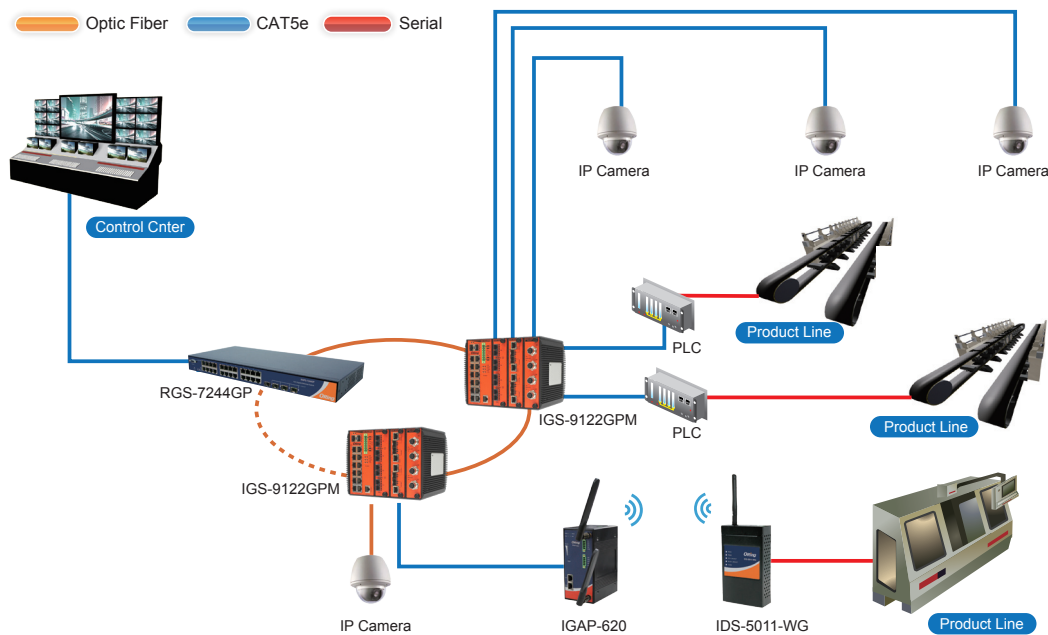 Optic Fiber
CAT5e
Serial
IP Camera
IP Camera
IP Camera
Control Cnter
PLC
Product Line
RGS-7244GP
IGS-9122GPM
PLC
Product Line
IGS-9122GPM
IP Camera
IGAP-620
IDS-5011-WG
Product Line